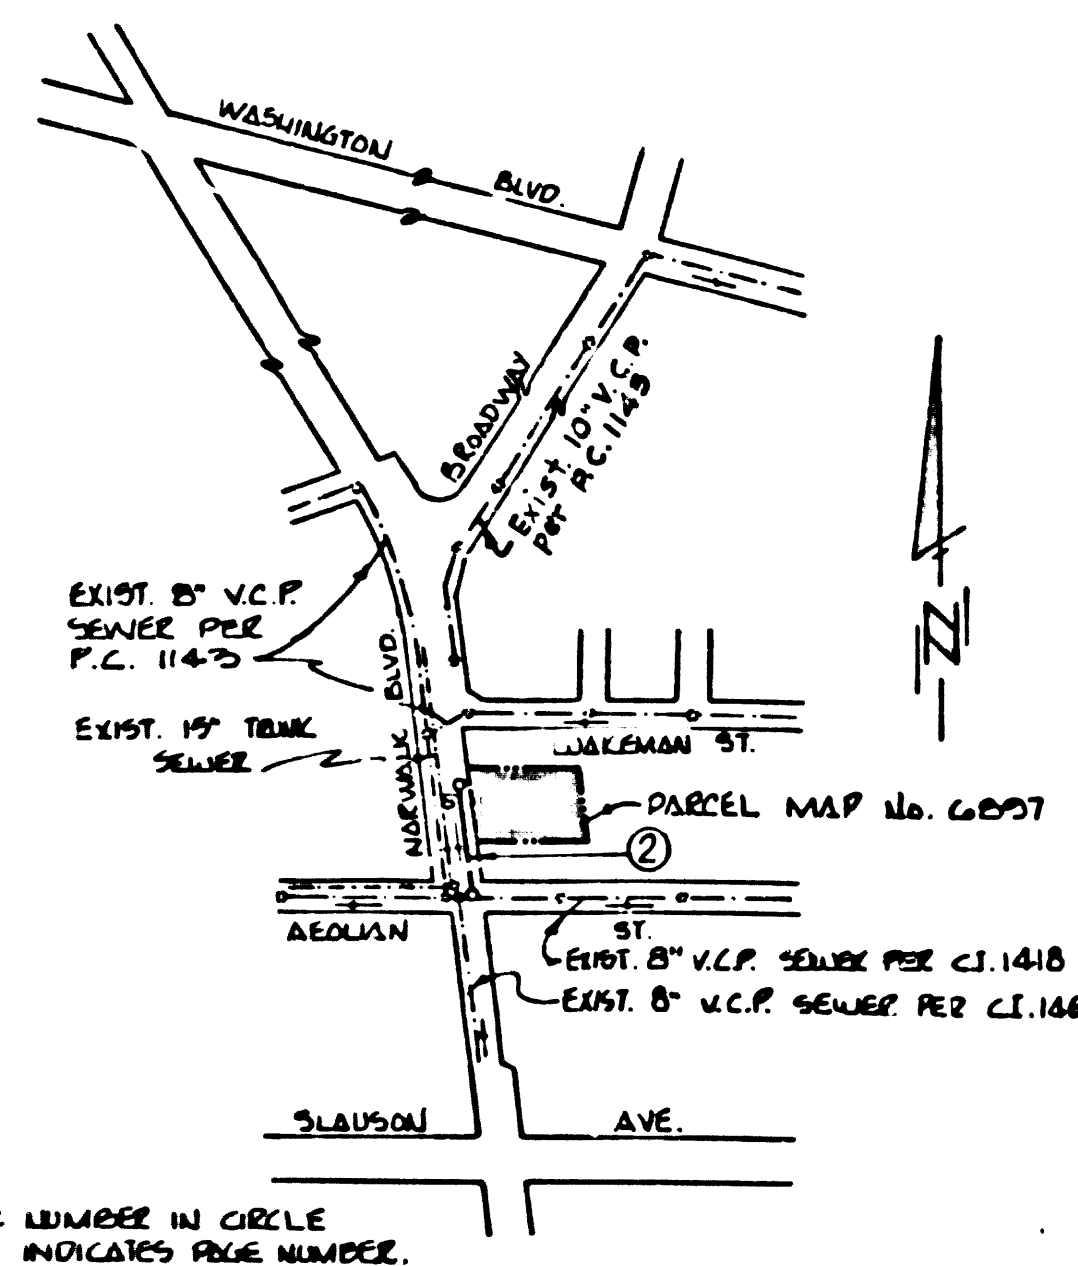 WASHINGTON BLVD.
BROADWAY
EXIST. 10" V.C.P.
PER P.C. 1143
EXIST. 8" V.C.P.
SEWER PER
P.C. 1143
NORWALK BLVD.
EXIST. 15" TRUNK
SEWER
WAKEMAN ST.
PARCEL MAP No. 6897
2
AEOLIAN ST.
EXIST. 8" V.C.P. SEWER PER C.I. 1418
EXIST. 8" V.C.P. SEWER PER C.I.
SLAUSON AVE.
NUMBER IN CIRCLE
INDICATES PAGE NUMBER.
N